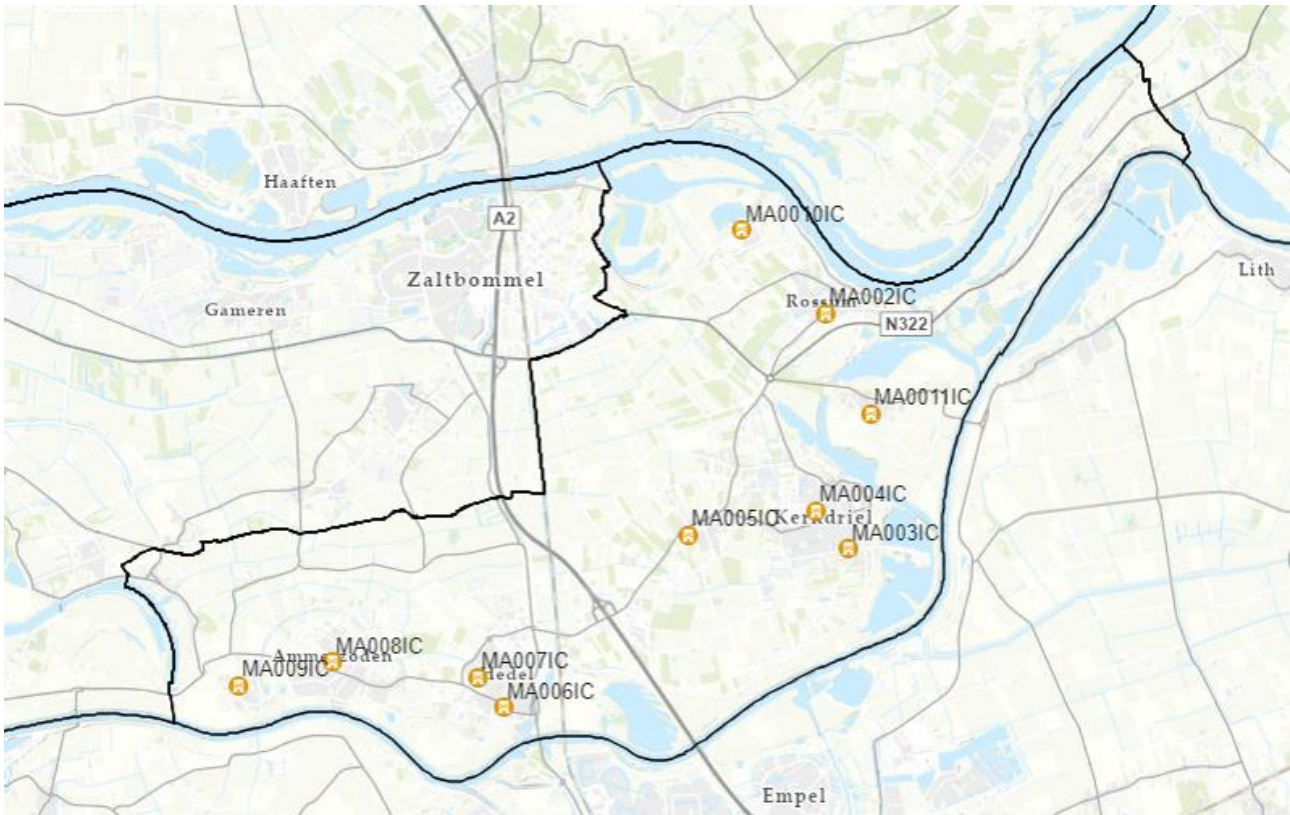 Haaften
MA0010IC
A2
Zaltbommel
Lith
Rossum
MA002IC
Gameren
N322
MA0011IC
MA004IC
MA005IC
Kerkdriel
MA003IC
MA008IC
MA009IC
MA007IC
MA006IC
Empel